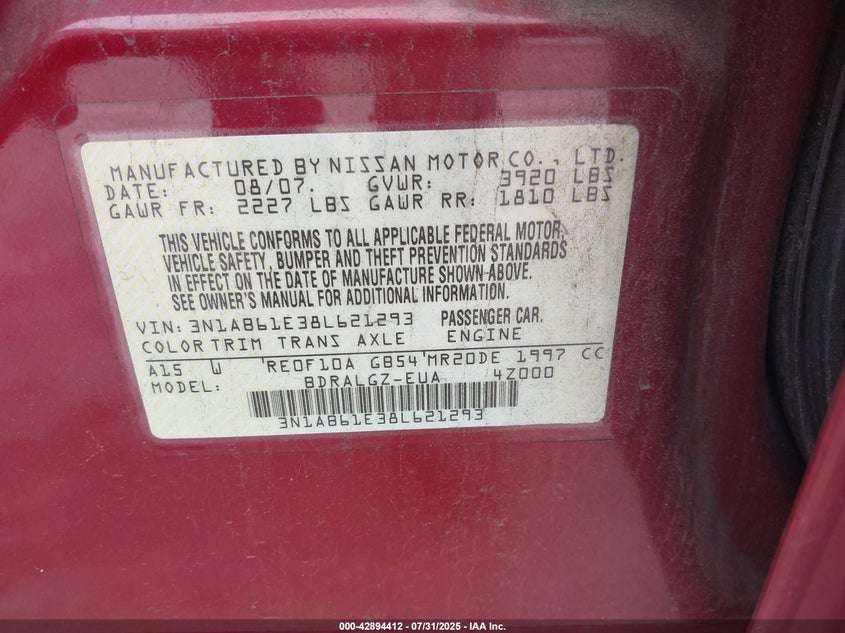 MANUFACTURED BY NISSAN MOTOR CO., LTD.
DATE: 08/07. GVWR: 3920 LBS
GAWR FR: 2227 LBS GAWR RR: 1810 LBS
THIS VEHICLE CONFORMS TO ALL APPLICABLE FEDERAL MOTOR
VEHICLE SAFETY, BUMPER AND THEFT PREVENTION STANDARDS
IN EFFECT ON THE DATE OF MANUFACTURE SHOWN ABOVE.
SEE OWNER'S MANUAL FOR ADDITIONAL INFORMATION.
VIN: 3N1AB61E38L621293 PASSENGER CAR.
COLOR TRIM TRANS AXLE ENGINE
A15 W RE0F10A GB54 MR20DE 1997 CC
MODEL: BDRALGZ-EUA 4Z000
3N1AB61E38L621293
000-42894412 - 07/31/2025 - IAA Inc.